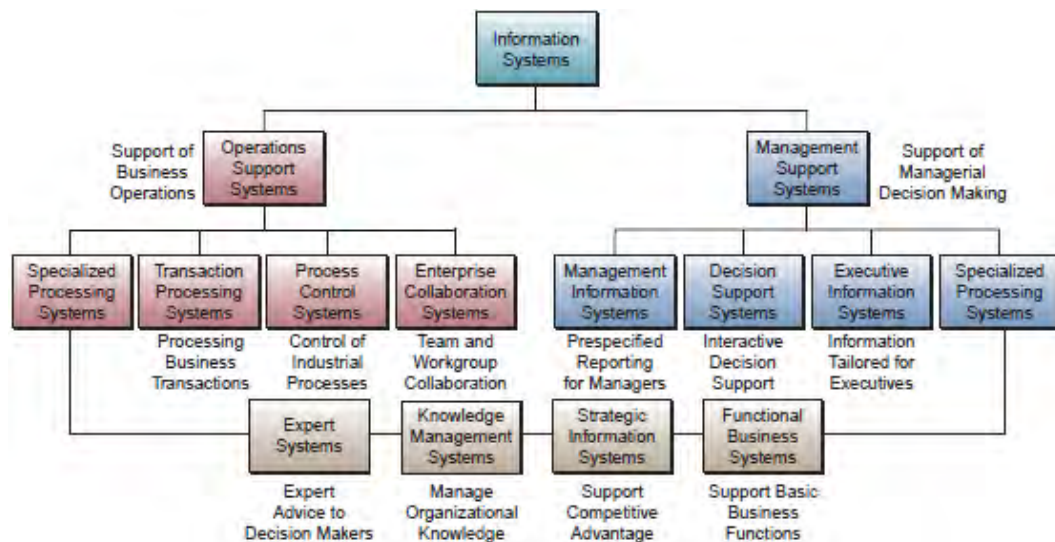 Information
Systems
Support of
Business
Operations
Operations
Support
Systems
Management
Support
Systems
Support of
Managerial
Decision Making
Specialized
Processing
Systems
Transaction
Processing
Systems
Process
Control
Systems
Enterprise
Collaboration
Systems
Management
Information
Systems
Decision
Support
Systems
Executive
Information
Systems
Specialized
Processing
Systems
Processing
Business
Transactions
Control of
Industrial
Processes
Team and
Workgroup
Collaboration
Prespecified
Reporting
for Managers
Interactive
Decision
Support
Information
Tailored for
Executives
Expert
Systems
Knowledge
Management
Systems
Strategic
Information
Systems
Functional
Business
Systems
Expert
Advice to
Decision Makers
Manage
Organizational
Knowledge
Support
Competitive
Advantage
Support Basic
Business
Functions